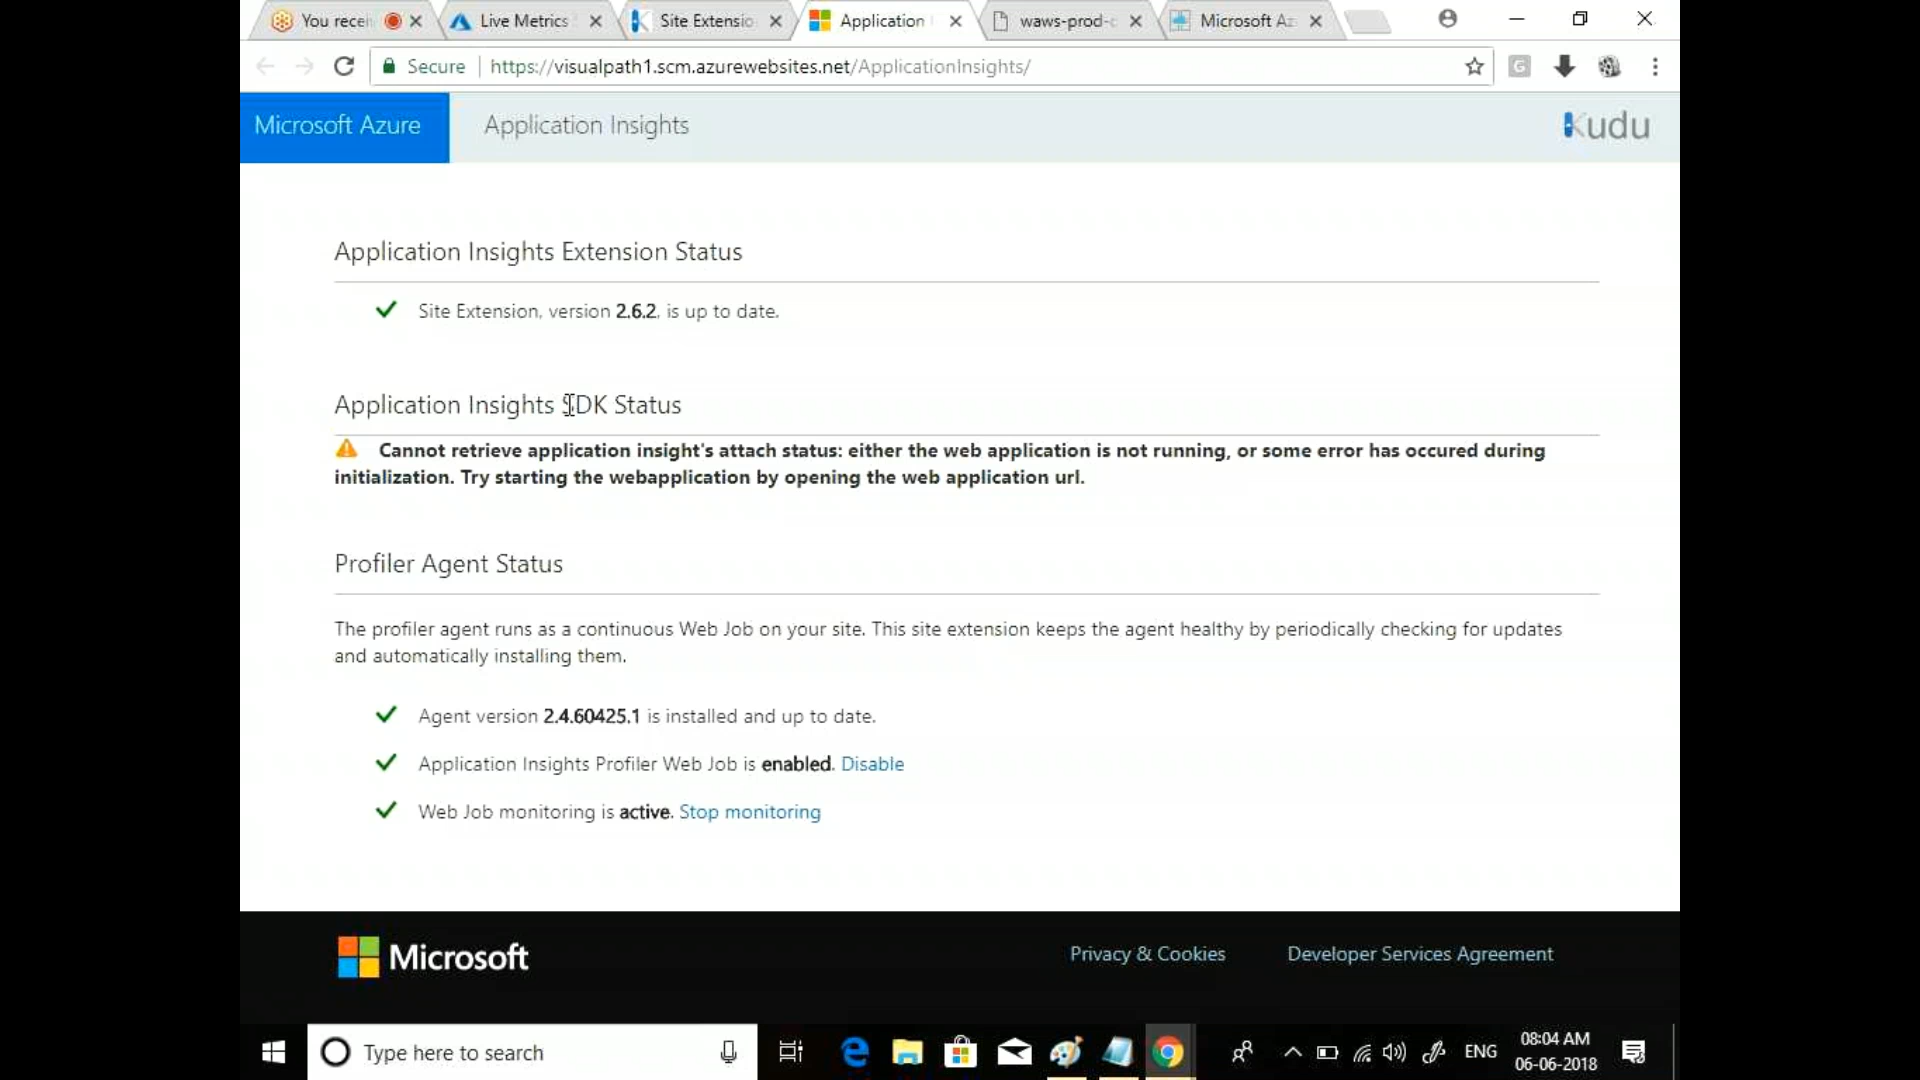 You recei
Live Metrics
Site Extensio
Application
waws-prod-
Microsoft Az
Secure
https://visualpath1.scm.azurewebsites.net/ApplicationInsights/
G
Microsoft Azure
Application Insights
Kudu
Application Insights Extension Status
Site Extension, version 2.6.2, is up to date.
Application Insights SDK Status
Cannot retrieve application insight's attach status: either the web application is not running, or some error has occured during
initialization. Try starting the webapplication by opening the web application url.
Profiler Agent Status
The profiler agent runs as a continuous Web Job on your site. This site extension keeps the agent healthy by periodically checking for updates
and automatically installing them.
Agent version 2.4.60425.1 is installed and up to date.
Application Insights Profiler Web Job is enabled. Disable
Web Job monitoring is active. Stop monitoring
Microsoft
Privacy & Cookies
Developer Services Agreement
Type here to search
ENG
08:04 AM
06-06-2018